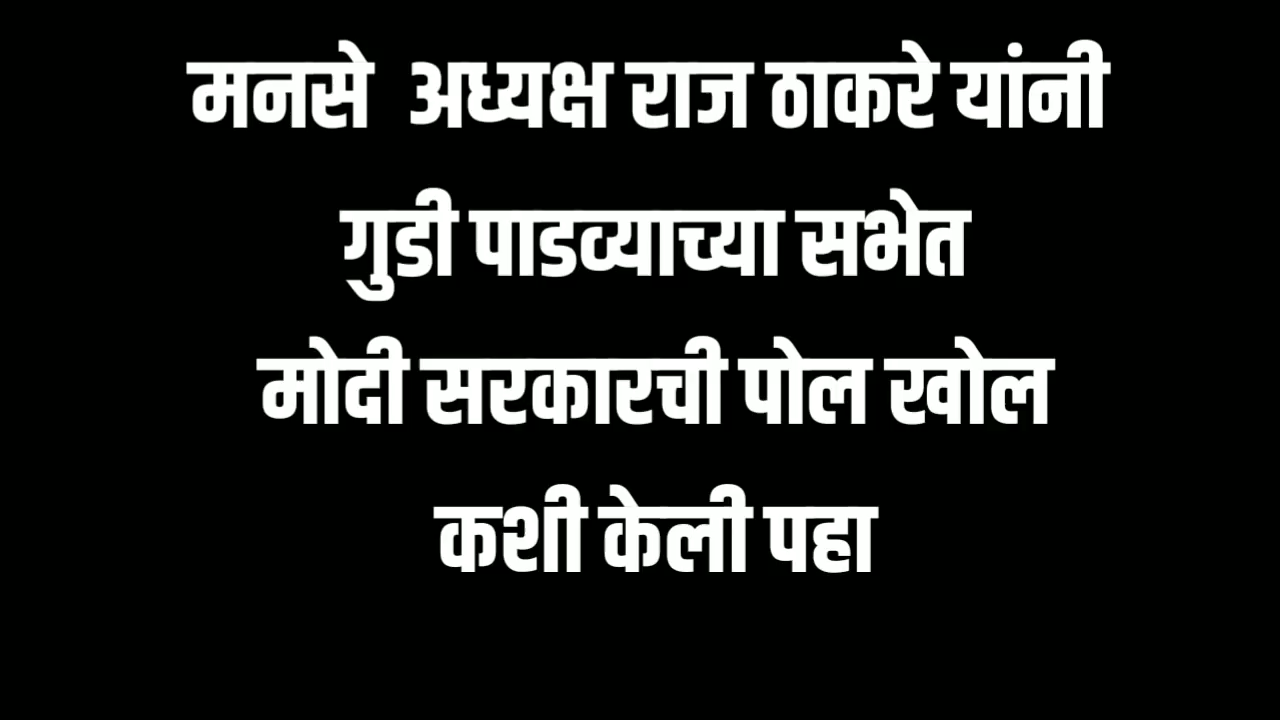 मनसे अध्यक्ष राज ठाकरे यांनी
गुडी पाडव्याच्या सभेत
मोदी सरकारची पोल खोल
कशी केली पहा